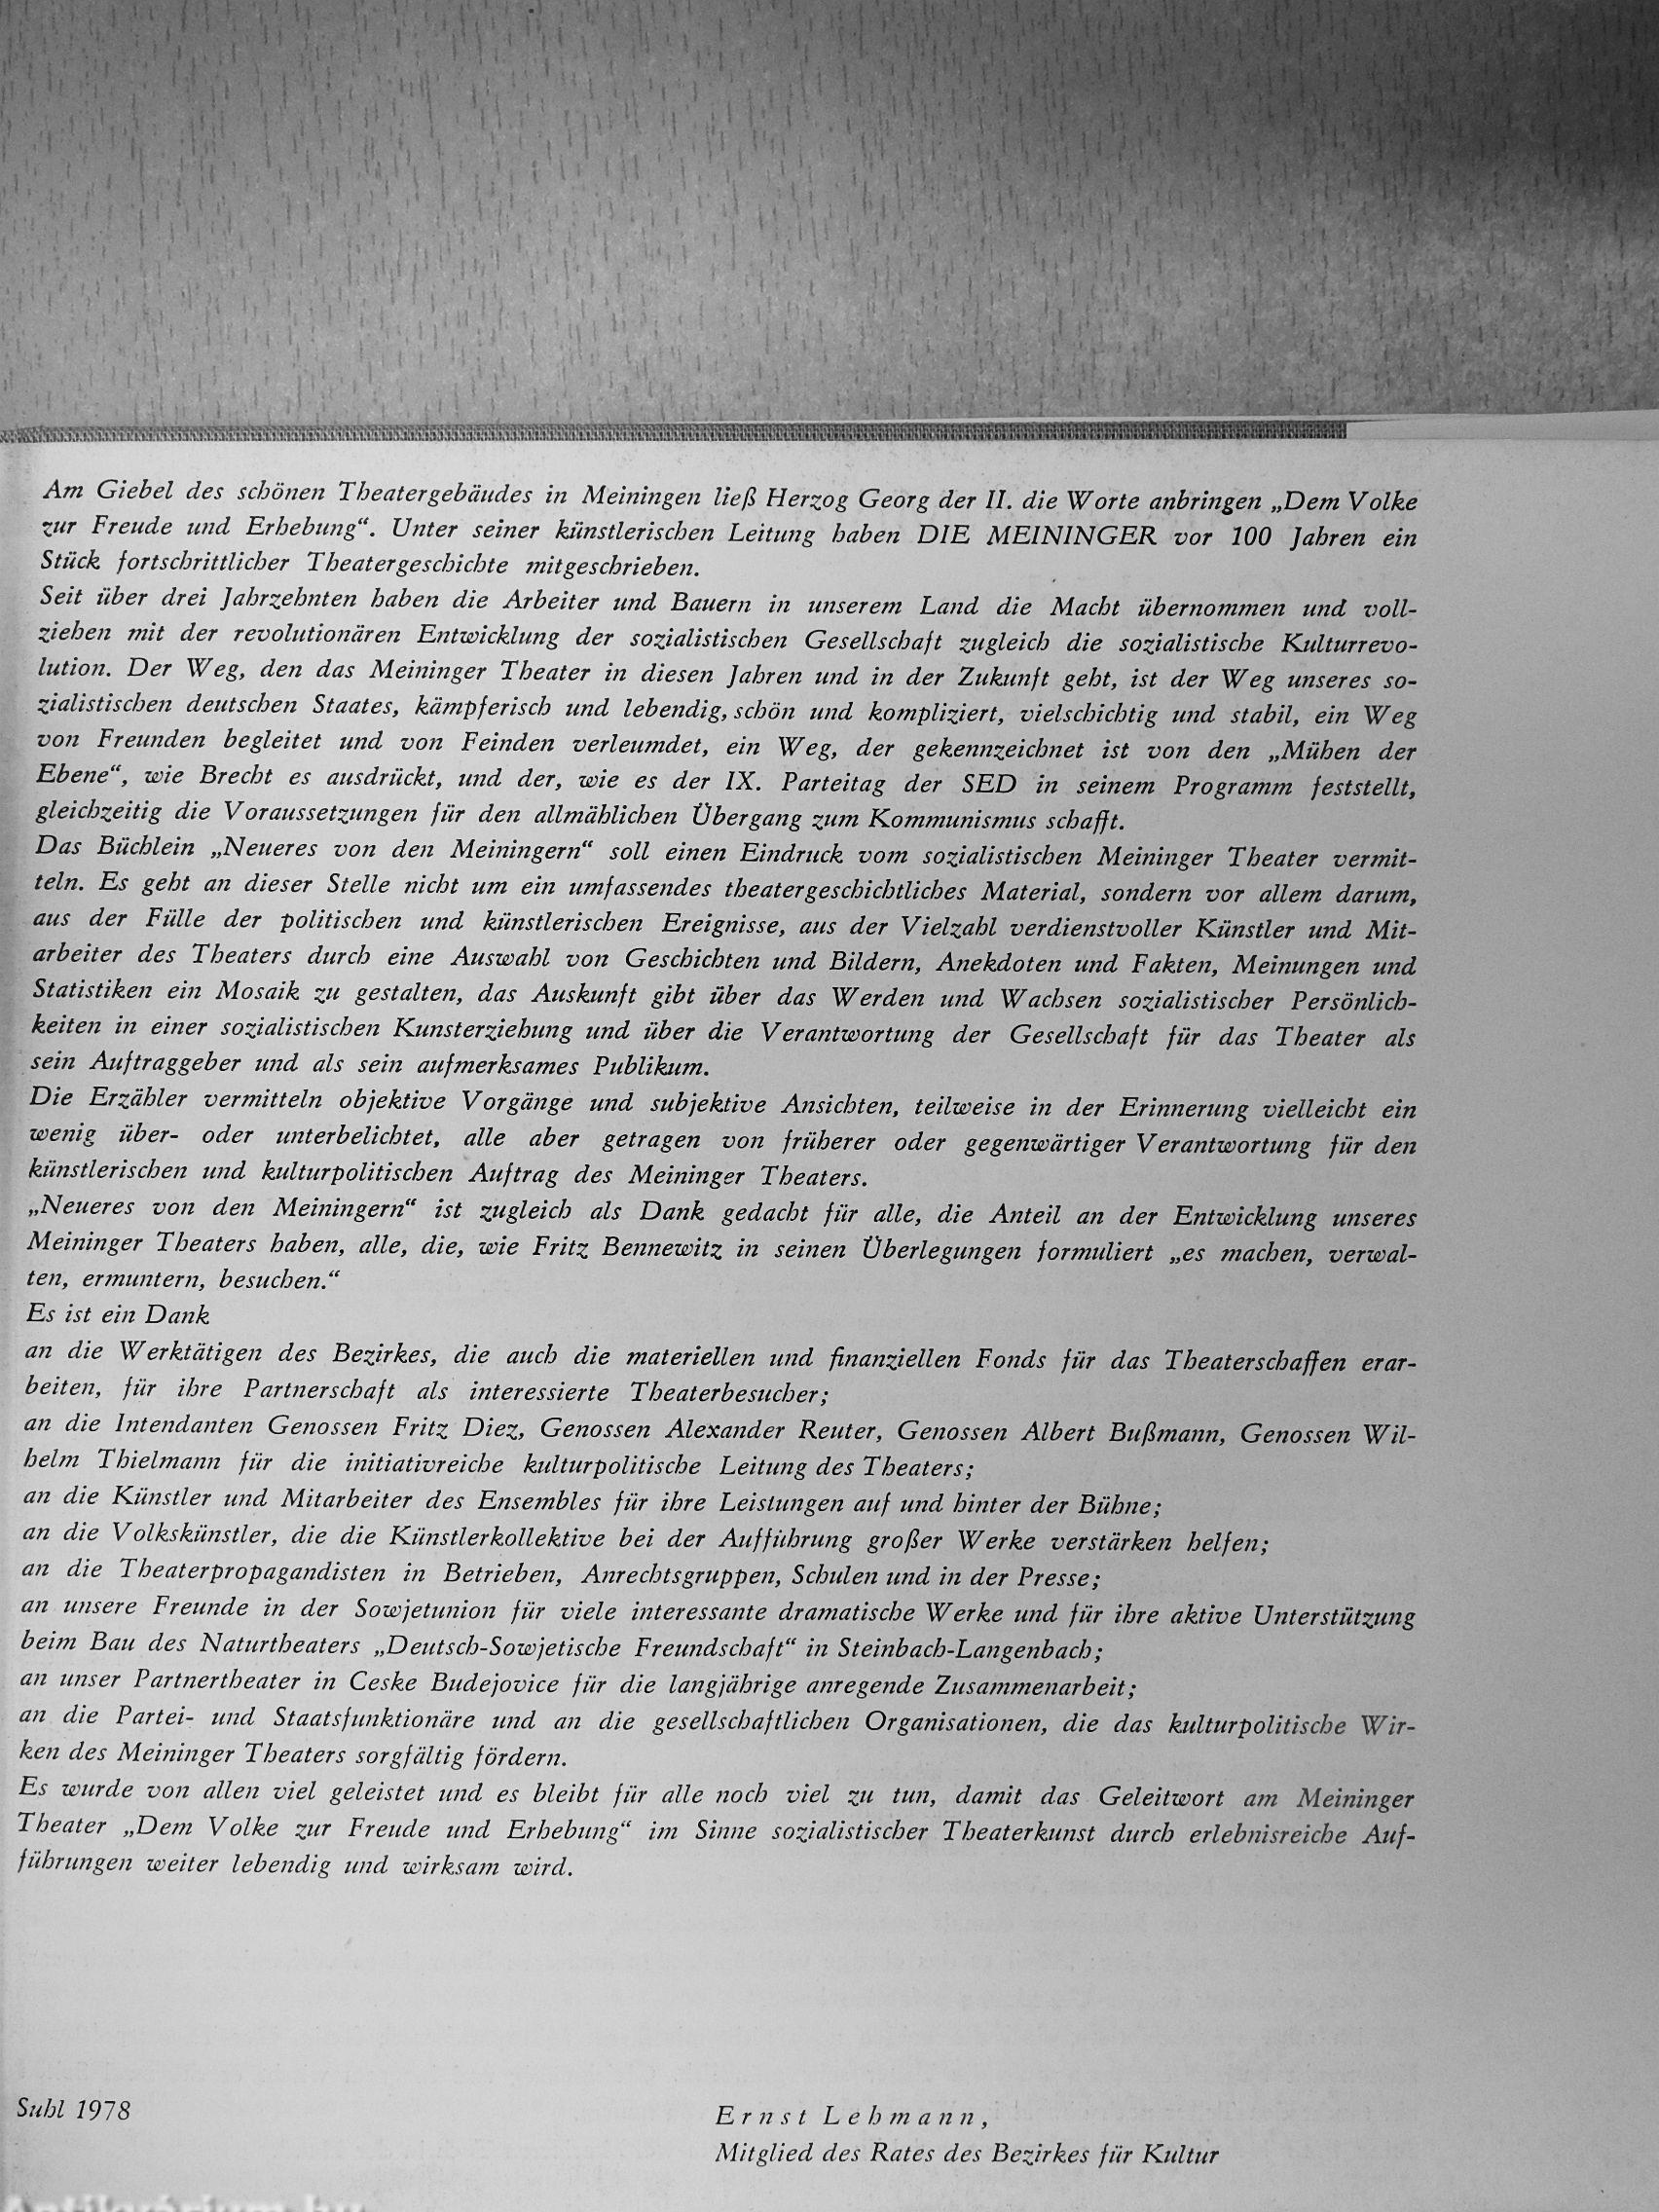 Am Giebel des schönen Theatergebäudes in Meiningen ließ Herzog Georg der II. die Worte anbringen „Dem Volke
zur Freude und Erhebung“. Unter seiner künstlerischen Leitung haben DIE MEININGER vor 100 Jahren ein
Stück fortschrittlicher Theatergeschichte mitgeschrieben.
Seit über drei Jahrzehnten haben die Arbeiter und Bauern in unserem Land die Macht übernommen und voll-
ziehen mit der revolutionären Entwicklung der sozialistischen Gesellschaft zugleich die sozialistische Kulturrevo-
lution. Der Weg, den das Meininger Theater in diesen Jahren und in der Zukunft geht, ist der Weg unseres so-
zialistischen deutschen Staates, kämpferisch und lebendig, schön und kompliziert, vielschichtig und stabil, ein Weg
von Freunden begleitet und von Feinden verleumdet, ein Weg, der gekennzeichnet ist von den „Mühen der
Ebene“, wie Brecht es ausdrückt, und der, wie es der IX. Parteitag der SED in seinem Programm feststellt,
gleichzeitig die Voraussetzungen für den allmählichen Übergang zum Kommunismus schafft.
Das Büchlein „Neueres von den Meiningern“ soll einen Eindruck vom sozialistischen Meininger Theater vermit-
teln. Es geht an dieser Stelle nicht um ein umfassendes theatergeschichtliches Material, sondern vor allem darum,
aus der Fülle der politischen und künstlerischen Ereignisse, aus der Vielzahl verdienstvoller Künstler und Mit-
arbeiter des Theaters durch eine Auswahl von Geschichten und Bildern, Anekdoten und Fakten, Meinungen und
Statistiken ein Mosaik zu gestalten, das Auskunft gibt über das Werden und Wachsen sozialistischer Persönlich-
keiten in einer sozialistischen Kunsterziehung und über die Verantwortung der Gesellschaft für das Theater als
sein Auftraggeber und als sein aufmerksames Publikum.
Die Erzähler vermitteln objektive Vorgänge und subjektive Ansichten, teilweise in der Erinnerung vielleicht ein
wenig über- oder unterbelichtet, alle aber getragen von früherer oder gegenwärtiger Verantwortung für den
künstlerischen und kulturpolitischen Auftrag des Meininger Theaters.
„Neueres von den Meiningern“ ist zugleich als Dank gedacht für alle, die Anteil an der Entwicklung unseres
Meininger Theaters haben, alle, die, wie Fritz Bennewitz in seinen Überlegungen formuliert „es machen, verwal-
ten, ermuntern, besuchen.“
Es ist ein Dank
an die Werktätigen des Bezirkes, die auch die materiellen und finanziellen Fonds für das Theaterschaffen erar-
beiten, für ihre Partnerschaft als interessierte Theaterbesucher;
an die Intendanten Genossen Fritz Diez, Genossen Alexander Reuter, Genossen Albert Bußmann, Genossen Wil-
helm Thielmann für die initiativreiche kulturpolitische Leitung des Theaters;
an die Künstler und Mitarbeiter des Ensembles für ihre Leistungen auf und hinter der Bühne;
an die Volkskünstler, die die Künstlerkollektive bei der Aufführung großer Werke verstärken helfen;
an die Theaterpropagandisten in Betrieben, Anrechtsgruppen, Schulen und in der Presse;
an unsere Freunde in der Sowjetunion für viele interessante dramatische Werke und für ihre aktive Unterstützung
beim Bau des Naturtheaters „Deutsch-Sowjetische Freundschaft“ in Steinbach-Langenbach;
an unser Partnertheater in Ceske Budejovice für die langjährige anregende Zusammenarbeit;
an die Partei- und Staatsfunktionäre und an die gesellschaftlichen Organisationen, die das kulturpolitische Wir-
ken des Meininger Theaters sorgfältig fördern.
Es wurde von allen viel geleistet und es bleibt für alle noch viel zu tun, damit das Geleitwort am Meininger
Theater „Dem Volke zur Freude und Erhebung“ im Sinne sozialistischer Theaterkunst durch erlebnisreiche Auf-
führungen weiter lebendig und wirksam wird.
Suhl 1978
Ernst Lehmann,
Mitglied des Rates des Bezirkes für Kultur